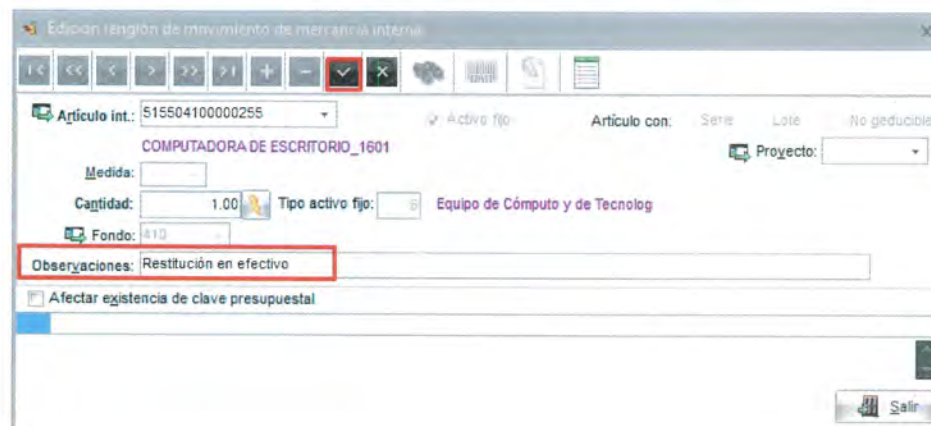 Edición renglón de movimiento de mercancía interna
Artículo int.: 515504100000255 Activo fijo Artículo con: Serie Lote No deducible
COMPUTADORA DE ESCRITORIO_1601 Proyecto:
Medida:
Cantidad: 1.00 Tipo activo fijo: 6 Equipo de Cómputo y de Tecnolog
Fondo: 410
Observaciones: Restitución en efectivo
Afectar existencia de clave presupuestal
Salir